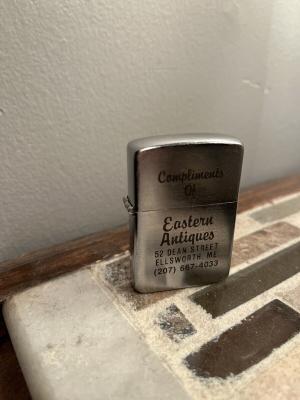 Compliments
Of
Eastern
Antiques
52 DEAN STREET
ELLSWORTH, ME
(207) 667-4033